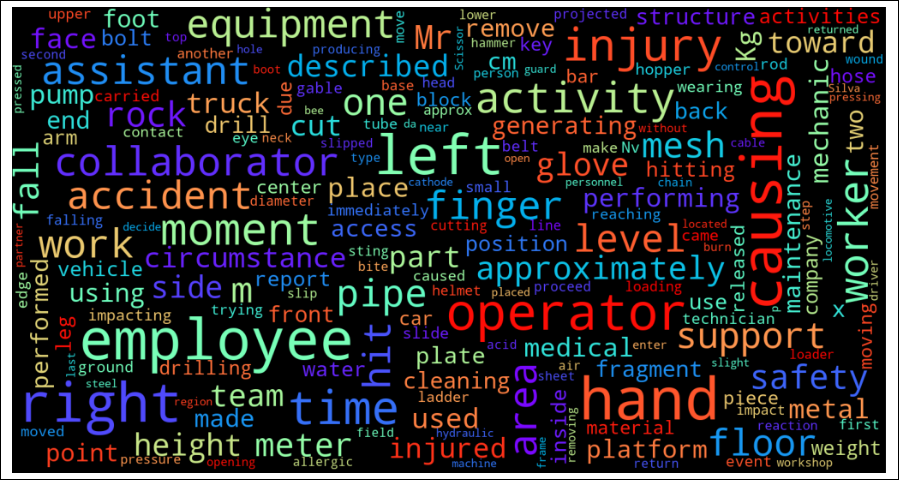 upper foot equipment Mr remove lower projected structure activities
face bolt top another hole producing move Scissor hammer key toward returned
second assistant described cm person guard injury Kg control rod wound
pressed pump carried rock truck due gable boot base head bar hopper wearing mechanic hose Silva pressing
end arm drill bee neck block approx one activity back two
contact eye cut tube da near generating belt make Nv without cable
fall collaborator slipped type left open glove mesh hitting causing worker maintenance
accident center diameter place cathode small personnel chain performing movement
falling decide moment immediately access finger cutting reaching line level located came burn step locomotive
partner work circumstance sting part position released company
edge vehicle report bite caused approximately proceed loading driver
performed using side m slip pipe helmet placed use p x
impacting trying front car operator technician support moving
leg employee hit slide acid medical enter slight loader
last ground drilling water plate air fragment safety
steel region team cleaning ladder area sheet hand piece impact metal
right made time used inside removing material reaction first
moved height meter field injured hydraulic frame platform floor weight
point pressure opening allergic machine return event workshop